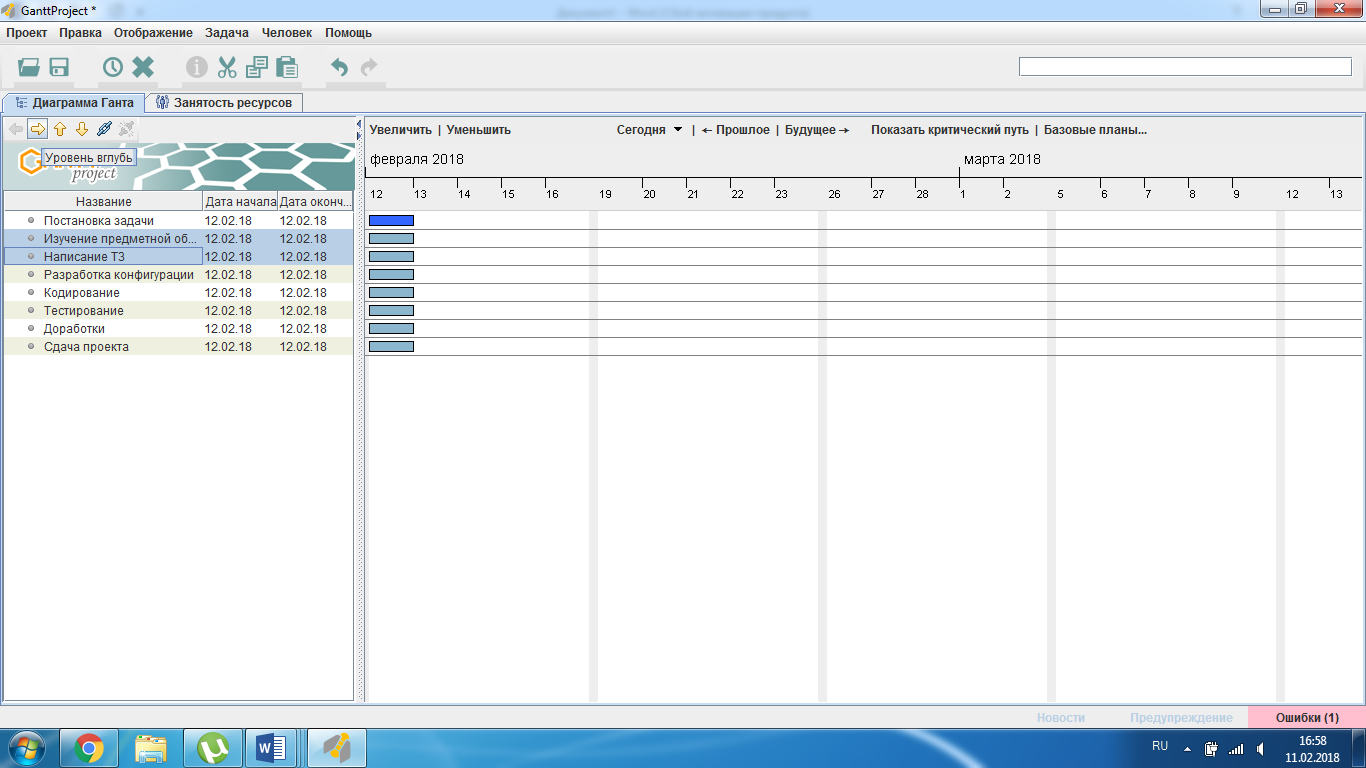 GanttProject *
Проект Правка Отображение Задача Человек Помощь
Диаграмма Ганта Занятость ресурсов
Увеличить | Уменьшить Сегодня | ← Прошлое | Будущее → Показать критический путь | Базовые планы...
Уровень вглубь
project
февраля 2018 марта 2018
12 13 14 15 16 19 20 21 22 23 26 27 28 1 2 5 6 7 8 9 12 13
Название Дата начала Дата оконч...
Постановка задачи 12.02.18 12.02.18
Изучение предметной об... 12.02.18 12.02.18
Написание ТЗ 12.02.18 12.02.18
Разработка конфигурации 12.02.18 12.02.18
Кодирование 12.02.18 12.02.18
Тестирование 12.02.18 12.02.18
Доработки 12.02.18 12.02.18
Сдача проекта 12.02.18 12.02.18
Новости Предупреждение Ошибки (1)
RU 16:58
11.02.2018